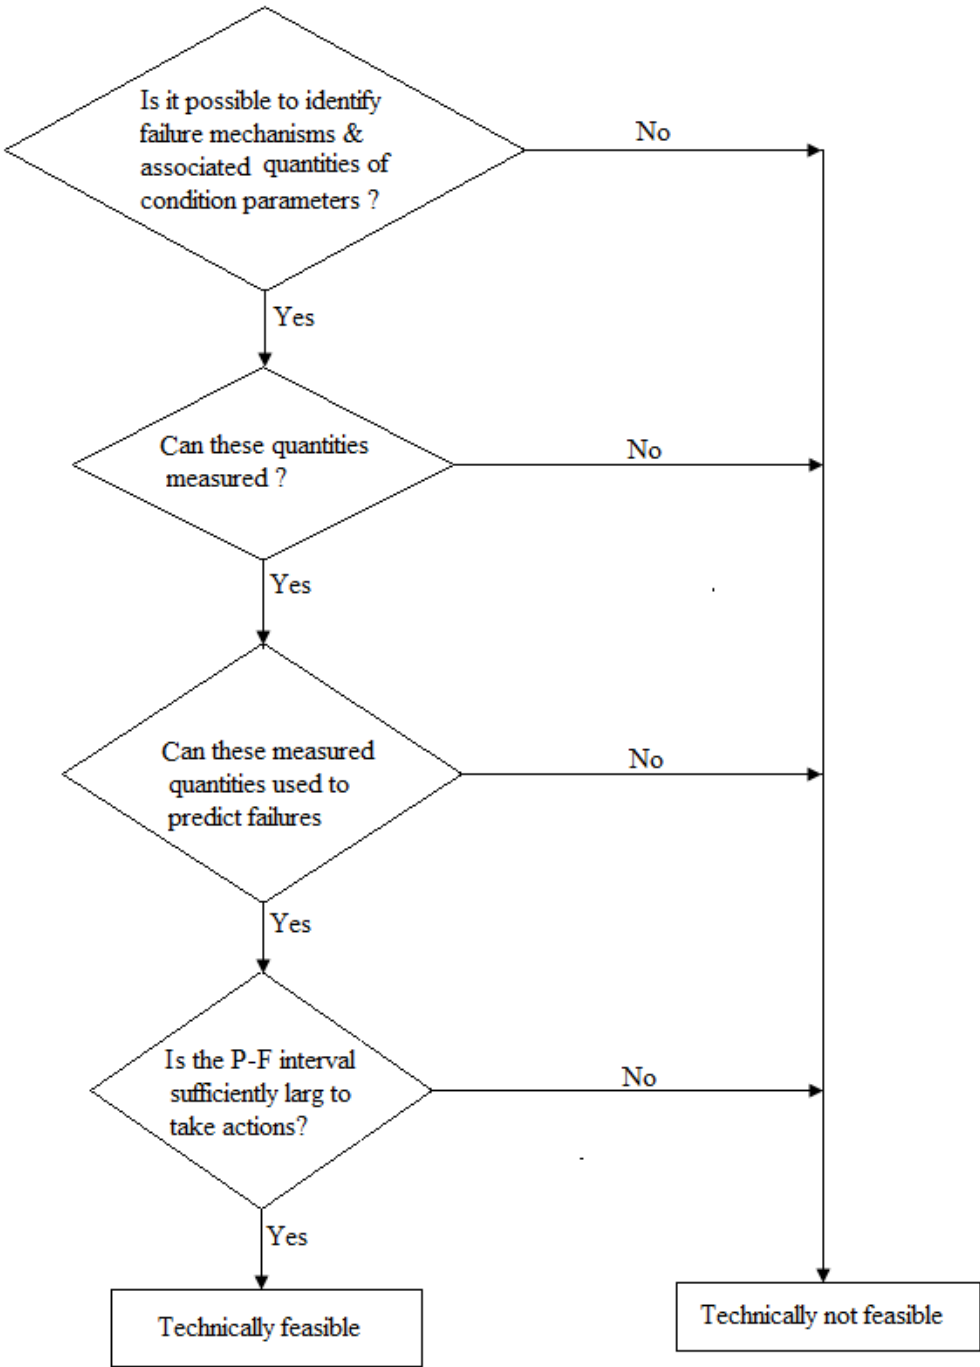 Is it possible to identify
failure mechanisms &
associated quantities of
condition parameters ?
No
Yes
Can these quantities
measured ?
No
Yes
Can these measured
quantities used to
predict failures
No
Yes
Is the P-F interval
sufficiently larg to
take actions?
No
Yes
Technically feasible
Technically not feasible